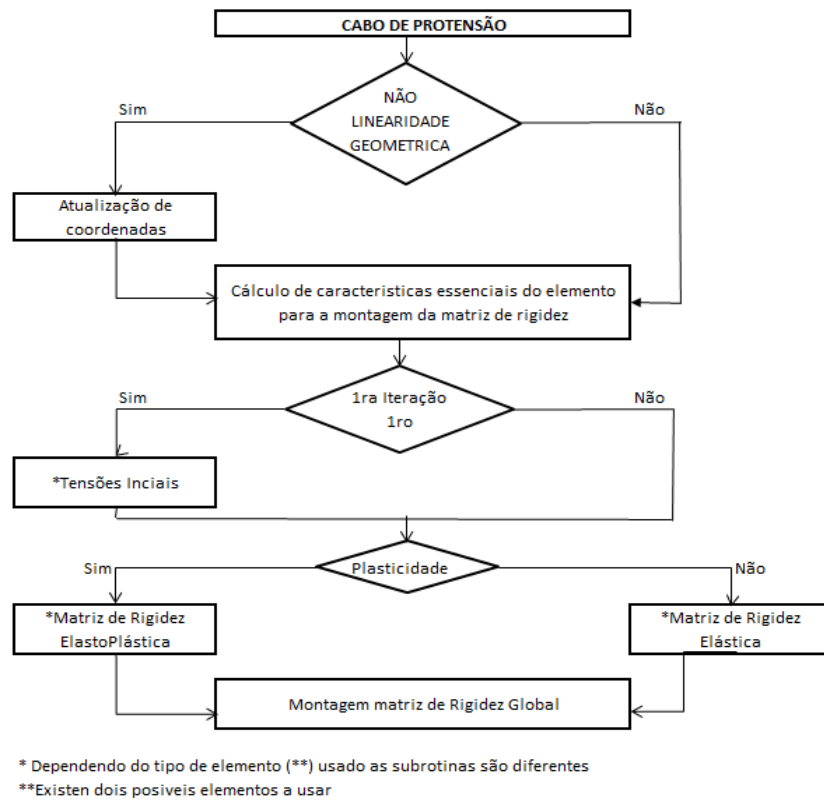 CABO DE PROTENSÃO
NÃO
LINEARIDADE
GEOMETRICA
Sim
Não
Atualização de
coordenadas
Cálculo de caracteristicas essenciais do elemento
para a montagem da matriz de rigidez
1ra Iteração
1ro
Sim
Não
*Tensões Inciais
Plasticidade
Sim
Não
*Matriz de Rigidez
ElastoPlástica
*Matriz de Rigidez
Elástica
Montagem matriz de Rigidez Global
* Dependendo do tipo de elemento (**) usado as subrotinas são diferentes
**Existen dois posiveis elementos a usar